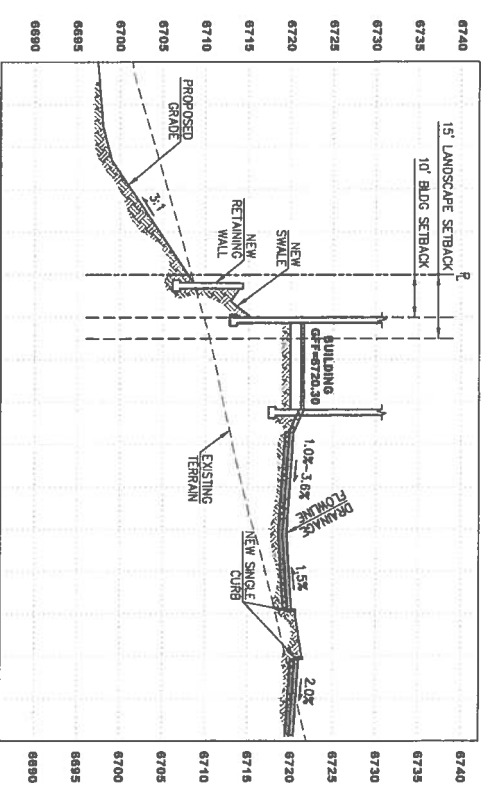 6740
6735
6730
6725
6720
6715
6710
6705
6700
6695
6690
15' LANDSCAPE SETBACK
10' BLDG SETBACK
PL
PROPOSED
GRADE
3:1
NEW
RETAINING
WALL
NEW
SWALE
BUILDING
GFF=6720.30
1.0%-3.6%
DRAINAGE
FLOWLINE
EXISTING
TERRAIN
1.5%
NEW SINGLE
CURB
2.0%
6740
6735
6730
6725
6720
6715
6710
6705
6700
6695
6690